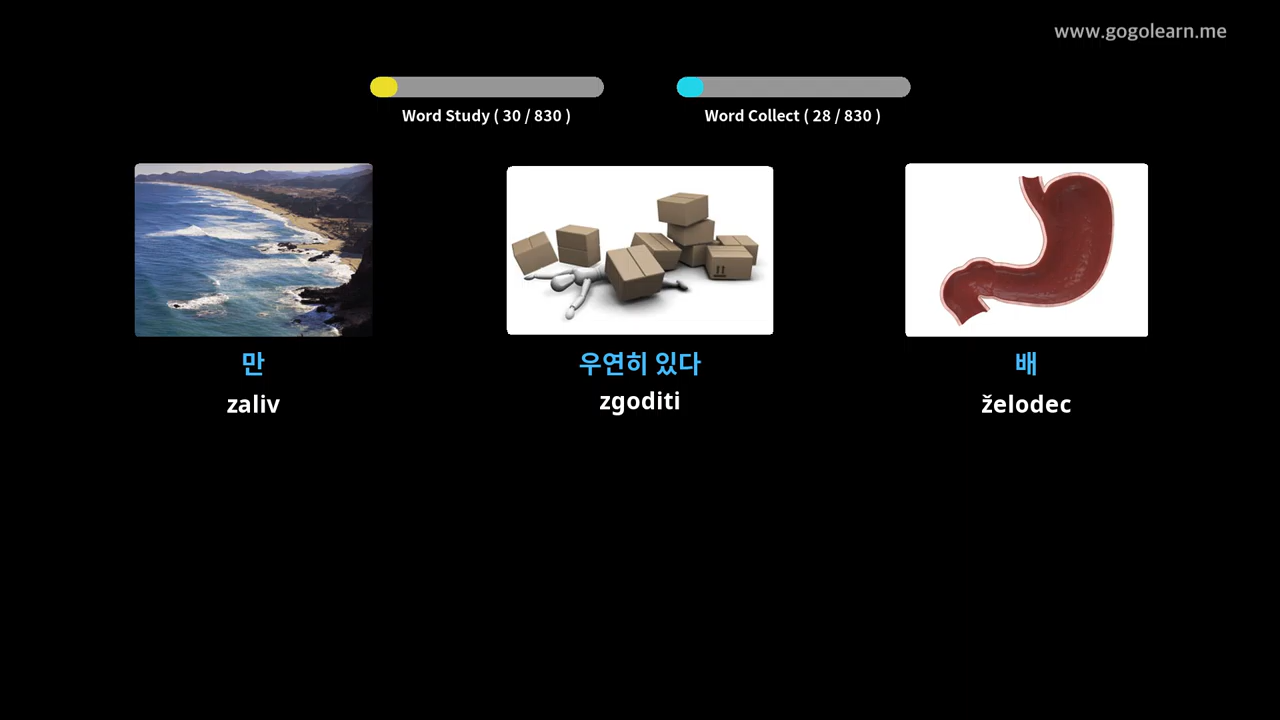 www.gogolearn.me
Word Study ( 30 / 830 )
Word Collect ( 28 / 830 )
만
zaliv
우연히 있다
zgoditi
배
želodec